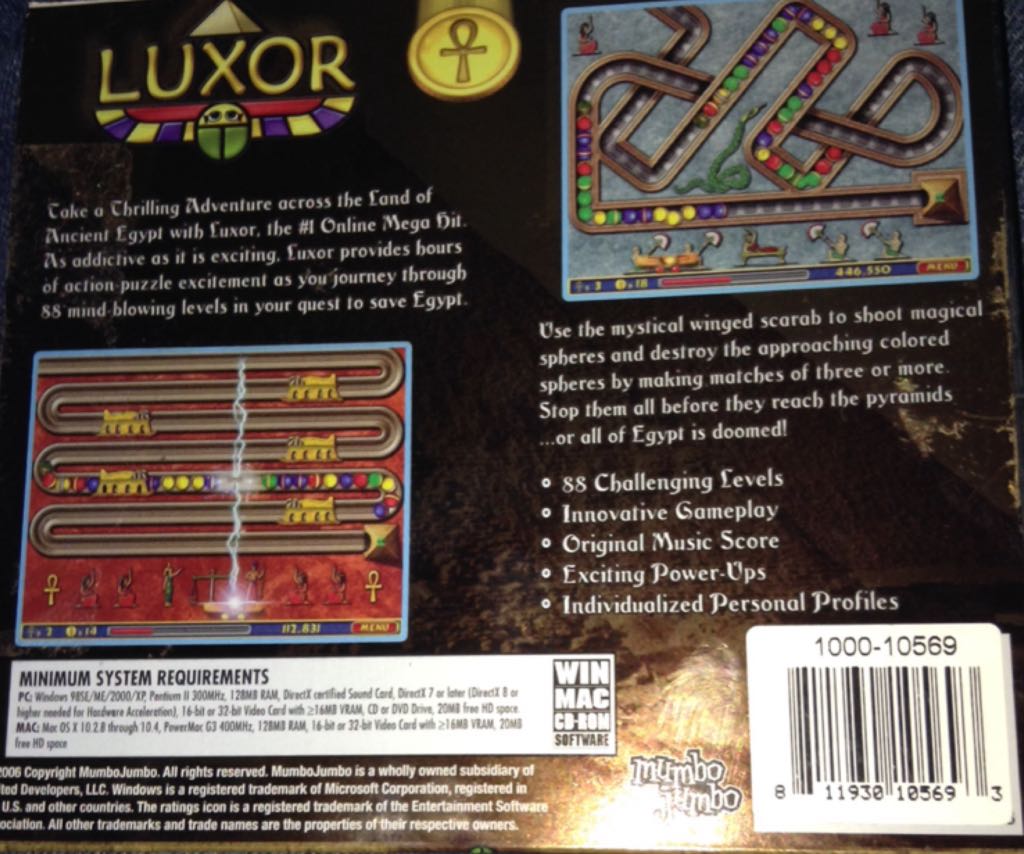 LUXOR
Take a Thrilling Adventure across the Land of
Ancient Egypt with Luxor, the #1 Online Mega Hit.
As addictive as it is exciting, Luxor provides hours
of action-puzzle excitement as you journey through
88 mind-blowing levels in your quest to save Egypt.
446,550
MENU
x 3
x 18
Use the mystical winged scarab to shoot magical
spheres and destroy the approaching colored
spheres by making matches of three or more.
Stop them all before they reach the pyramids
...or all of Egypt is doomed!
88 Challenging Levels
Innovative Gameplay
Original Music Score
Exciting Power-Ups
Individualized Personal Profiles
x 2
x 14
112,831
MENU
MINIMUM SYSTEM REQUIREMENTS
PC: Windows 98SE/ME/2000/XP, Pentium II 300MHz, 128MB RAM, DirectX certified Sound Card, DirectX 7 or later (DirectX 8 or
higher needed for Hardware Acceleration), 16-bit or 32-bit Video Card with ≥16MB VRAM, CD or DVD Drive, 20MB free HD space.
MAC: Mac OS X 10.2.8 through 10.4, PowerMac G3 400MHz, 128MB RAM, 16-bit or 32-bit Video Card with ≥16MB VRAM, 20MB
free HD space
WIN
MAC
CD-ROM
SOFTWARE
2006 Copyright MumboJumbo. All rights reserved. MumboJumbo is a wholly owned subsidiary of
ted Developers, LLC. Windows is a registered trademark of Microsoft Corporation, registered in
U.S. and other countries. The ratings icon is a registered trademark of the Entertainment Software
ociation. All other trademarks and trade names are the properties of their respective owners.
mumbo
jumbo
1000-10569
8 11930 10569 3